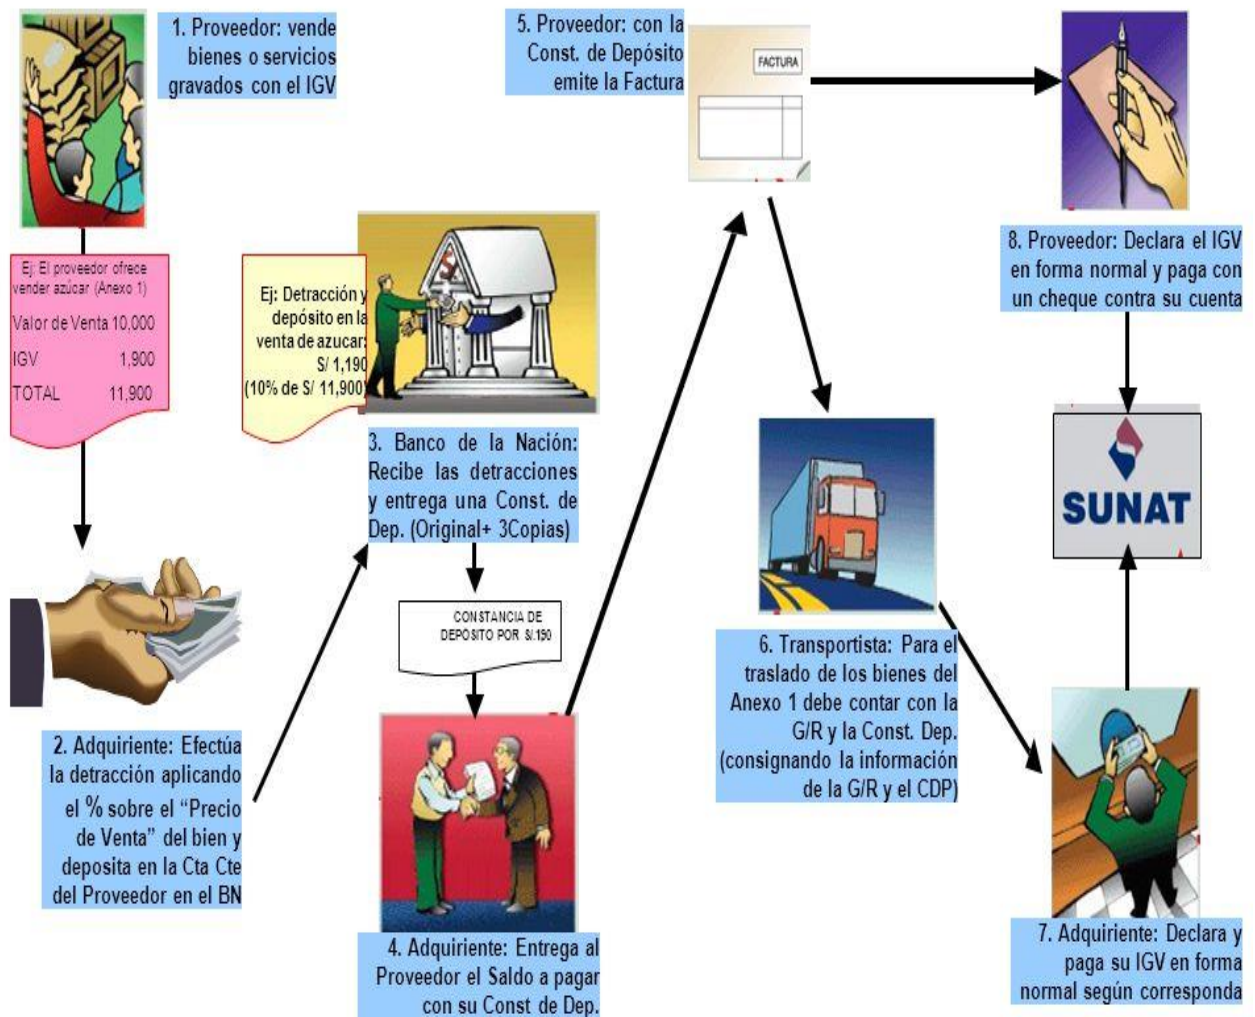 1. Proveedor: vende
bienes o servicios
gravados con el IGV
Ej: El proveedor ofrece
vender azúcar (Anexo 1)
Valor de Venta 10,000
IGV 1,900
TOTAL 11,900
2. Adquiriente: Efectúa
la detracción aplicando
el % sobre el “Precio
de Venta” del bien y
deposita en la Cta Cte
del Proveedor en el BN
Ej: Detracción y
depósito en la
venta de azucar:
S/ 1,190
(10% de S/ 11,900)
3. Banco de la Nación:
Recibe las detracciones
y entrega una Const. de
Dep. (Original+ 3Copias)
CONSTANCIA DE
DEPÓSITO POR S/.190
4. Adquiriente: Entrega al
Proveedor el Saldo a pagar
con su Const de Dep.
5. Proveedor: con la
Const. de Depósito
emite la Factura
FACTURA
6. Transportista: Para el
traslado de los bienes del
Anexo 1 debe contar con la
G/R y la Const. Dep.
(consignando la información
de la G/R y el CDP)
7. Adquiriente: Declara y
paga su IGV en forma
normal según corresponda
8. Proveedor: Declara el IGV
en forma normal y paga con
un cheque contra su cuenta
SUNAT